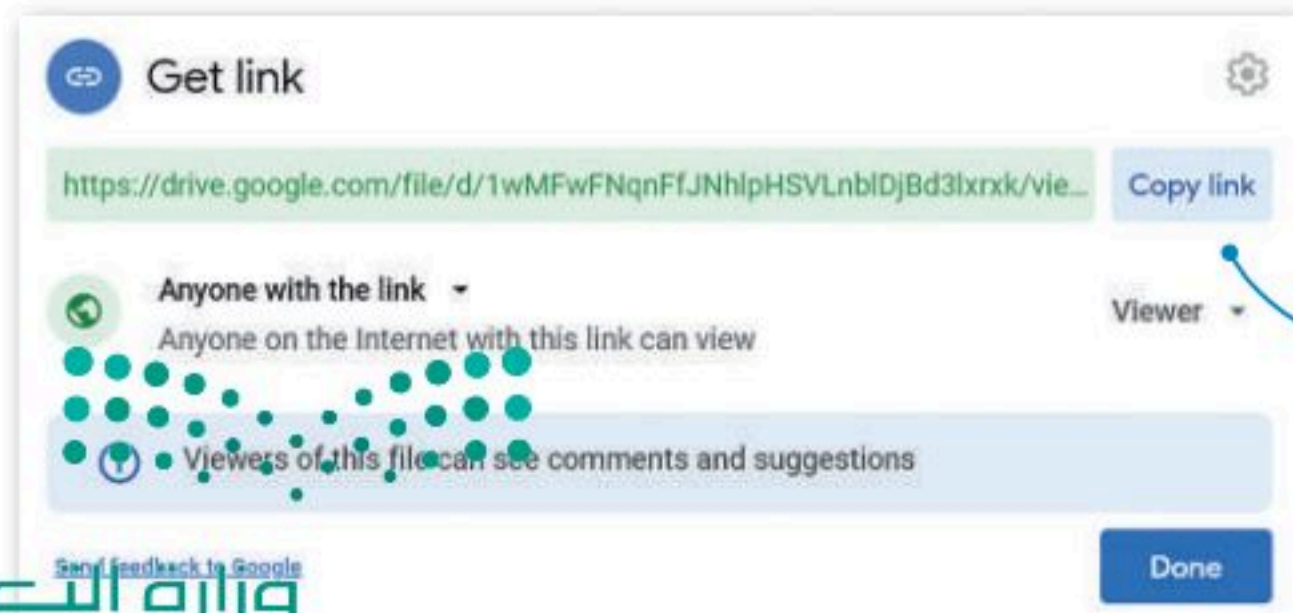 Get link
https://drive.google.com/file/d/1wMFwFNqnFfJNhlpHSVLnblDjBd3lxrxk/vie...
Copy link
Anyone with the link
Viewer
Anyone on the Internet with this link can view
Viewers of this file can see comments and suggestions
Send feedback to Google
Done
وزارة